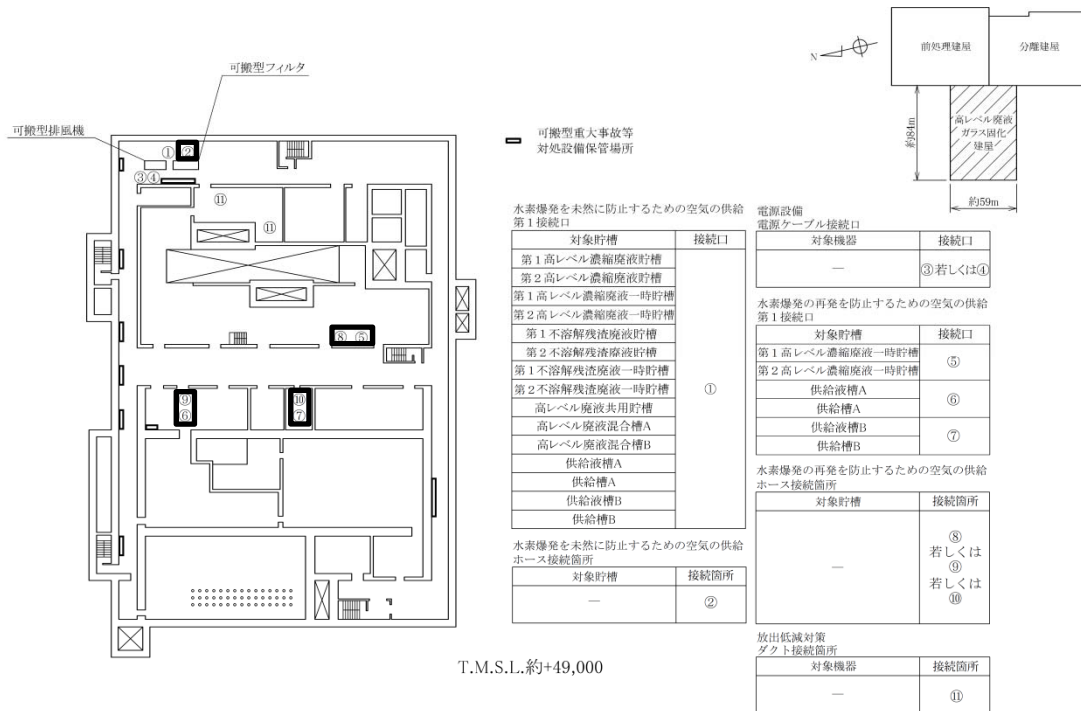 可搬型フィルタ
可搬型排風機
①
②
③④
⑪
⑪
⑧ ⑤
⑨
⑥
⑩
⑦
T.M.S.L.約+49,000
可搬型重大事故等
対処設備保管場所
N
前処理建屋
分離建屋
高レベル廃液
ガラス固化
建屋
約84m
約59m
水素爆発を未然に防止するための空気の供給
第1接続口
対象貯槽 接続口
第1高レベル濃縮廃液貯槽
第2高レベル濃縮廃液貯槽
第1高レベル濃縮廃液一時貯槽
第2高レベル濃縮廃液一時貯槽
第1不溶解残渣廃液貯槽
第2不溶解残渣廃液貯槽
第1不溶解残渣廃液一時貯槽
第2不溶解残渣廃液一時貯槽
①
高レベル廃液共用貯槽
高レベル廃液混合槽A
高レベル廃液混合槽B
供給液槽A
供給槽A
供給液槽B
供給槽B
水素爆発を未然に防止するための空気の供給
ホース接続箇所
対象貯槽 接続箇所
― ②
電源設備
電源ケーブル接続口
対象機器 接続口
― ③若しくは④
水素爆発の再発を防止するための空気の供給
第1接続口
対象貯槽 接続口
第1高レベル濃縮廃液一時貯槽
第2高レベル濃縮廃液一時貯槽
⑤
供給液槽A
供給槽A
⑥
供給液槽B
供給槽B
⑦
水素爆発の再発を防止するための空気の供給
ホース接続箇所
対象貯槽 接続箇所
―
⑧
若しくは
⑨
若しくは
⑩
放出低減対策
ダクト接続箇所
対象機器 接続箇所
― ⑪